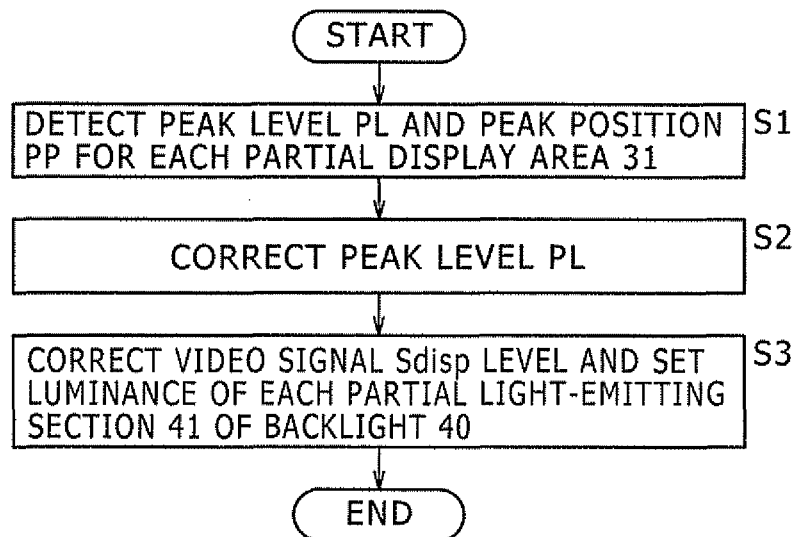 START
DETECT PEAK LEVEL PL AND PEAK POSITION
PP FOR EACH PARTIAL DISPLAY AREA 31
S1
CORRECT PEAK LEVEL PL
S2
CORRECT VIDEO SIGNAL Sdisp LEVEL AND SET
LUMINANCE OF EACH PARTIAL LIGHT-EMITTING
SECTION 41 OF BACKLIGHT 40
S3
END